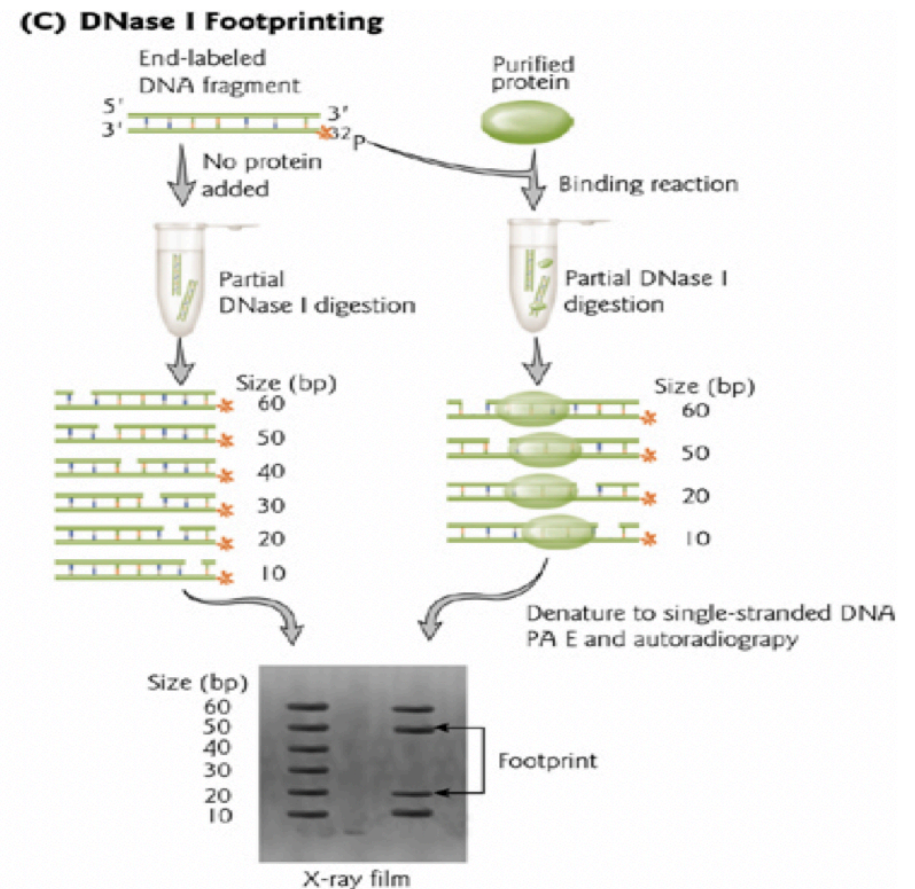 (C) DNase I Footprinting
End-labeled
DNA fragment
5' 3'
3' 32P
Purified
protein
No protein
added
Binding reaction
Partial
DNase I digestion
Partial DNase I
digestion
Size (bp)
60
50
40
30
20
10
Size (bp)
60
50
20
10
Denature to single-stranded DNA
PA E and autoradiograpy
Size (bp)
60
50
40
30
20
10
Footprint
X-ray film